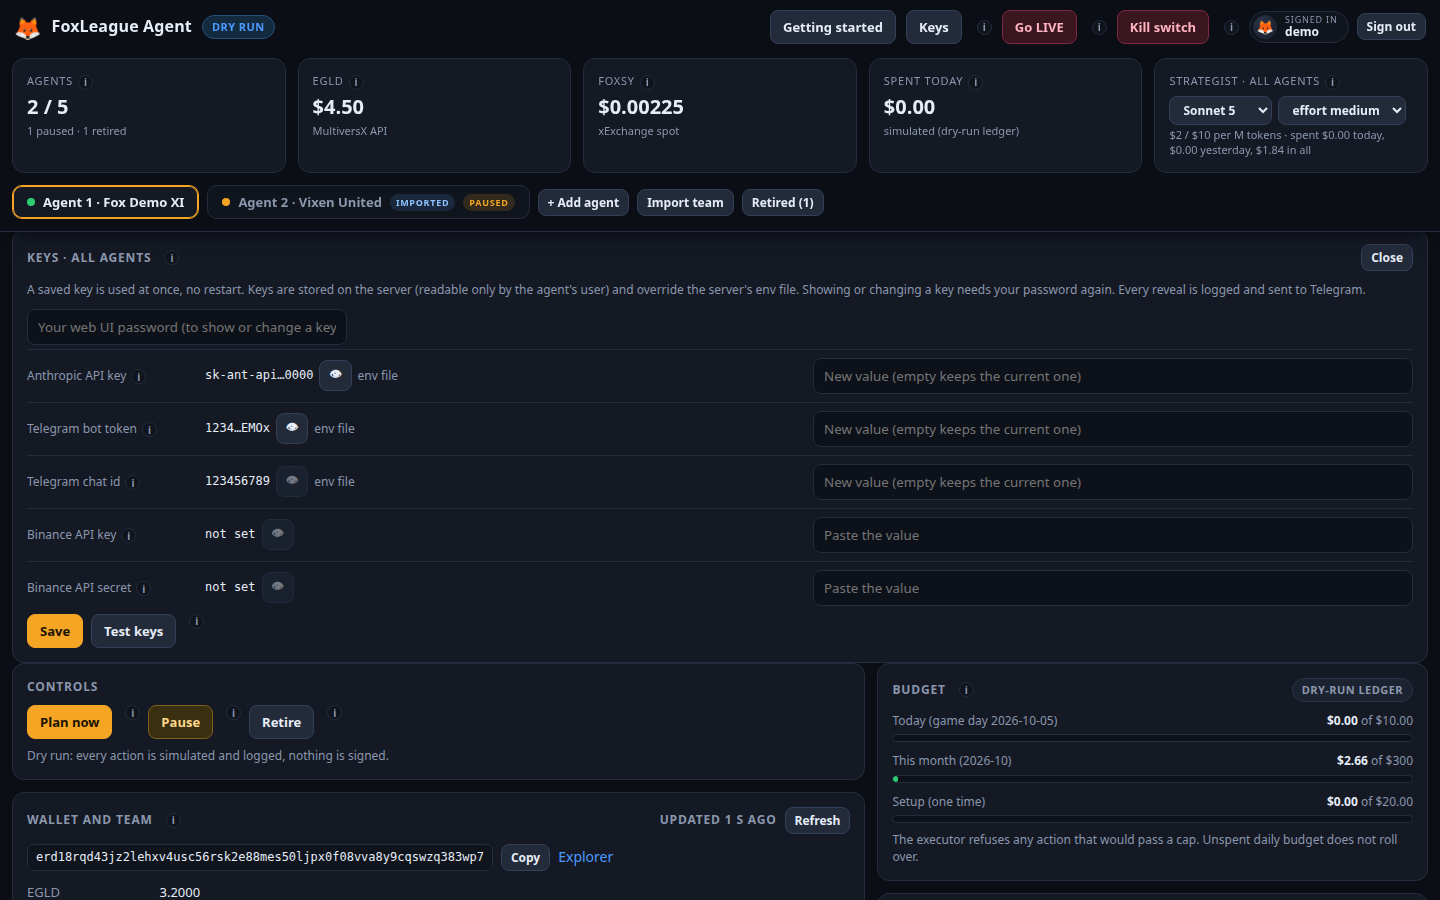 FoxLeague Agent DRY RUN Getting started Keys i Go LIVE i Kill switch i SIGNED IN demo Sign out
AGENTS i
2 / 5
1 paused · 1 retired
EGLD i
$4.50
MultiversX API
FOXSY i
$0.00225
xExchange spot
SPENT TODAY i
$0.00
simulated (dry-run ledger)
STRATEGIST · ALL AGENTS i
Sonnet 5 effort medium
$2 / $10 per M tokens · spent $0.00 today,
$0.00 yesterday, $1.84 in all
Agent 1 · Fox Demo XI Agent 2 · Vixen United IMPORTED PAUSED + Add agent Import team Retired (1)
KEYS · ALL AGENTS i Close
A saved key is used at once, no restart. Keys are stored on the server (readable only by the agent's user) and override the server's env file. Showing or changing a key needs your password again. Every reveal is logged and sent to Telegram.
Your web UI password (to show or change a key
Anthropic API key i sk-ant-api…0000 env file New value (empty keeps the current one)
Telegram bot token i 1234…EMOx env file New value (empty keeps the current one)
Telegram chat id i 123456789 env file New value (empty keeps the current one)
Binance API key i not set Paste the value
Binance API secret i not set Paste the value
Save Test keys i
CONTROLS
Plan now i Pause i Retire i
Dry run: every action is simulated and logged, nothing is signed.
WALLET AND TEAM i UPDATED 1 S AGO Refresh
erd18rqd43jz2lehxv4usc56rsk2e88mes50ljpx0f08vva8y9cqswzq383wp7 Copy Explorer
EGLD 3.2000
BUDGET i DRY-RUN LEDGER
Today (game day 2026-10-05) $0.00 of $10.00
This month (2026-10) $2.66 of $300
Setup (one time) $0.00 of $20.00
The executor refuses any action that would pass a cap. Unspent daily budget does not roll
over.